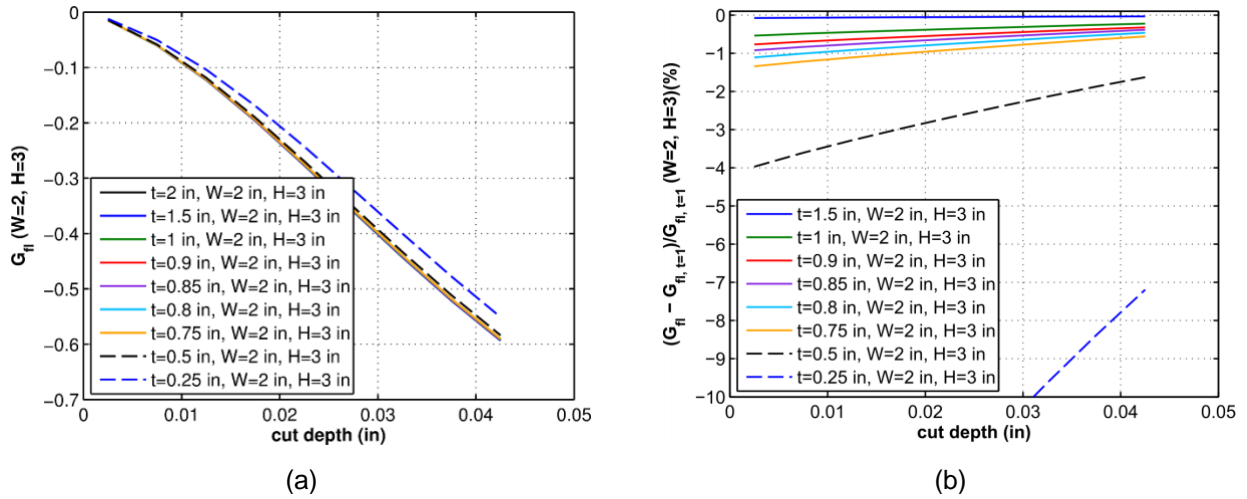 0
−0.1
−0.2
−0.3
−0.4
−0.5
−0.6
−0.7
G_fl (W=2, H=3)
t=2 in, W=2 in, H=3 in
t=1.5 in, W=2 in, H=3 in
t=1 in, W=2 in, H=3 in
t=0.9 in, W=2 in, H=3 in
t=0.85 in, W=2 in, H=3 in
t=0.8 in, W=2 in, H=3 in
t=0.75 in, W=2 in, H=3 in
t=0.5 in, W=2 in, H=3 in
t=0.25 in, W=2 in, H=3 in
0 0.01 0.02 0.03 0.04 0.05
cut depth (in)
(a)
0
−1
−2
−3
−4
−5
−6
−7
−8
−9
−10
(G_fl − G_fl, t=1)/G_fl, t=1 (W=2, H=3)(%)
t=1.5 in, W=2 in, H=3 in
t=1 in, W=2 in, H=3 in
t=0.9 in, W=2 in, H=3 in
t=0.85 in, W=2 in, H=3 in
t=0.8 in, W=2 in, H=3 in
t=0.75 in, W=2 in, H=3 in
t=0.5 in, W=2 in, H=3 in
t=0.25 in, W=2 in, H=3 in
0 0.01 0.02 0.03 0.04 0.05
cut depth (in)
(b)